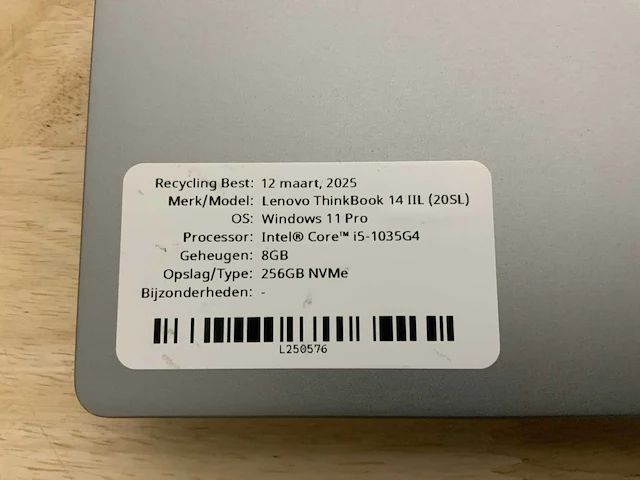 Recycling Best: 12 maart, 2025
Merk/Model: Lenovo ThinkBook 14 IIL (20SL)
OS: Windows 11 Pro
Processor: Intel® Core™ i5-1035G4
Geheugen: 8GB
Opslag/Type: 256GB NVMe
Bijzonderheden: -
L250576